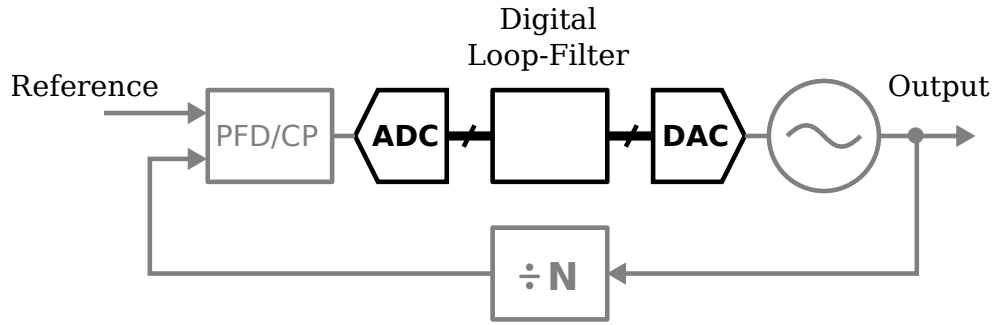 Digital
Loop-Filter
Reference
Output
PFD/CP
ADC
DAC
÷N